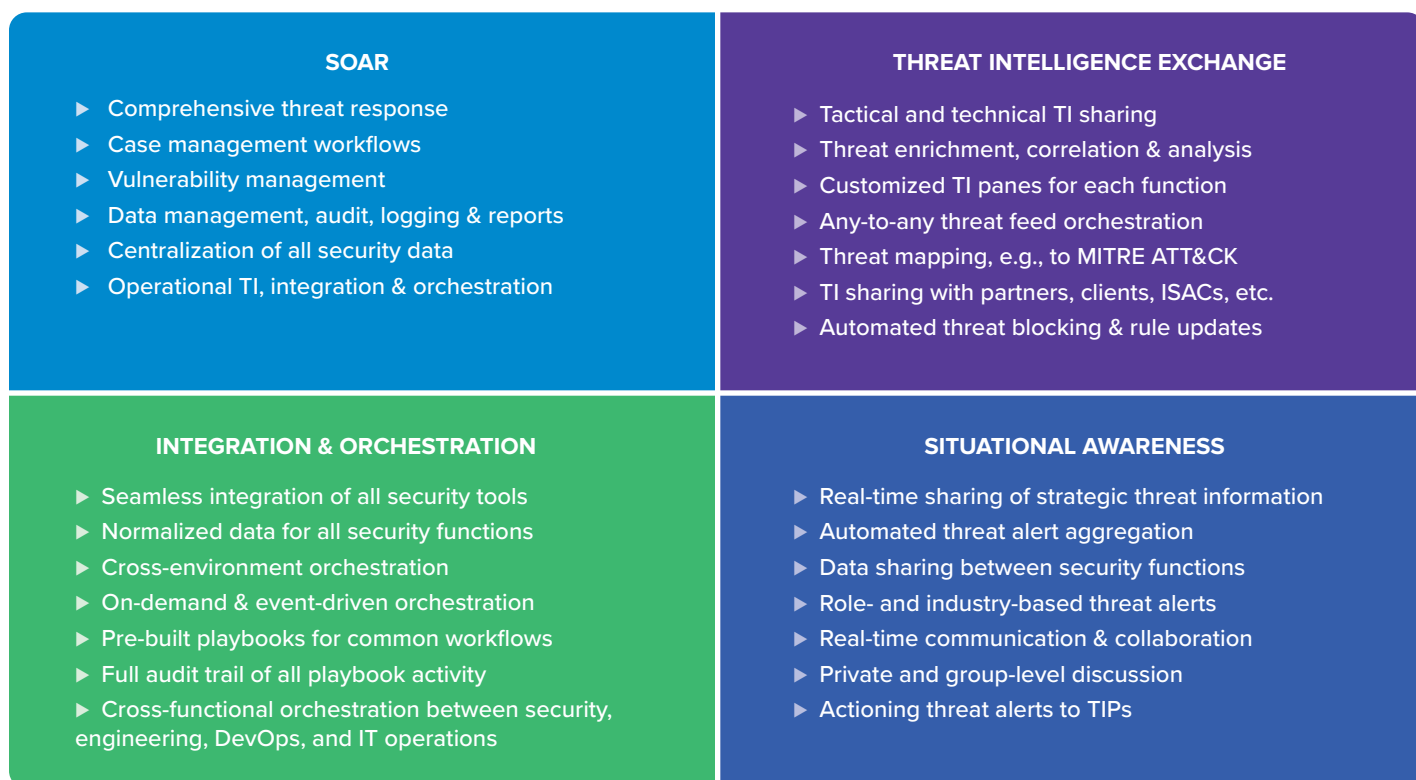 SOAR
▶ Comprehensive threat response
▶ Case management workflows
▶ Vulnerability management
▶ Data management, audit, logging & reports
▶ Centralization of all security data
▶ Operational TI, integration & orchestration
THREAT INTELLIGENCE EXCHANGE
▶ Tactical and technical TI sharing
▶ Threat enrichment, correlation & analysis
▶ Customized TI panes for each function
▶ Any-to-any threat feed orchestration
▶ Threat mapping, e.g., to MITRE ATT&CK
▶ TI sharing with partners, clients, ISACs, etc.
▶ Automated threat blocking & rule updates
INTEGRATION & ORCHESTRATION
▶ Seamless integration of all security tools
▶ Normalized data for all security functions
▶ Cross-environment orchestration
▶ On-demand & event-driven orchestration
▶ Pre-built playbooks for common workflows
▶ Full audit trail of all playbook activity
▶ Cross-functional orchestration between security,
engineering, DevOps, and IT operations
SITUATIONAL AWARENESS
▶ Real-time sharing of strategic threat information
▶ Automated threat alert aggregation
▶ Data sharing between security functions
▶ Role- and industry-based threat alerts
▶ Real-time communication & collaboration
▶ Private and group-level discussion
▶ Actioning threat alerts to TIPs